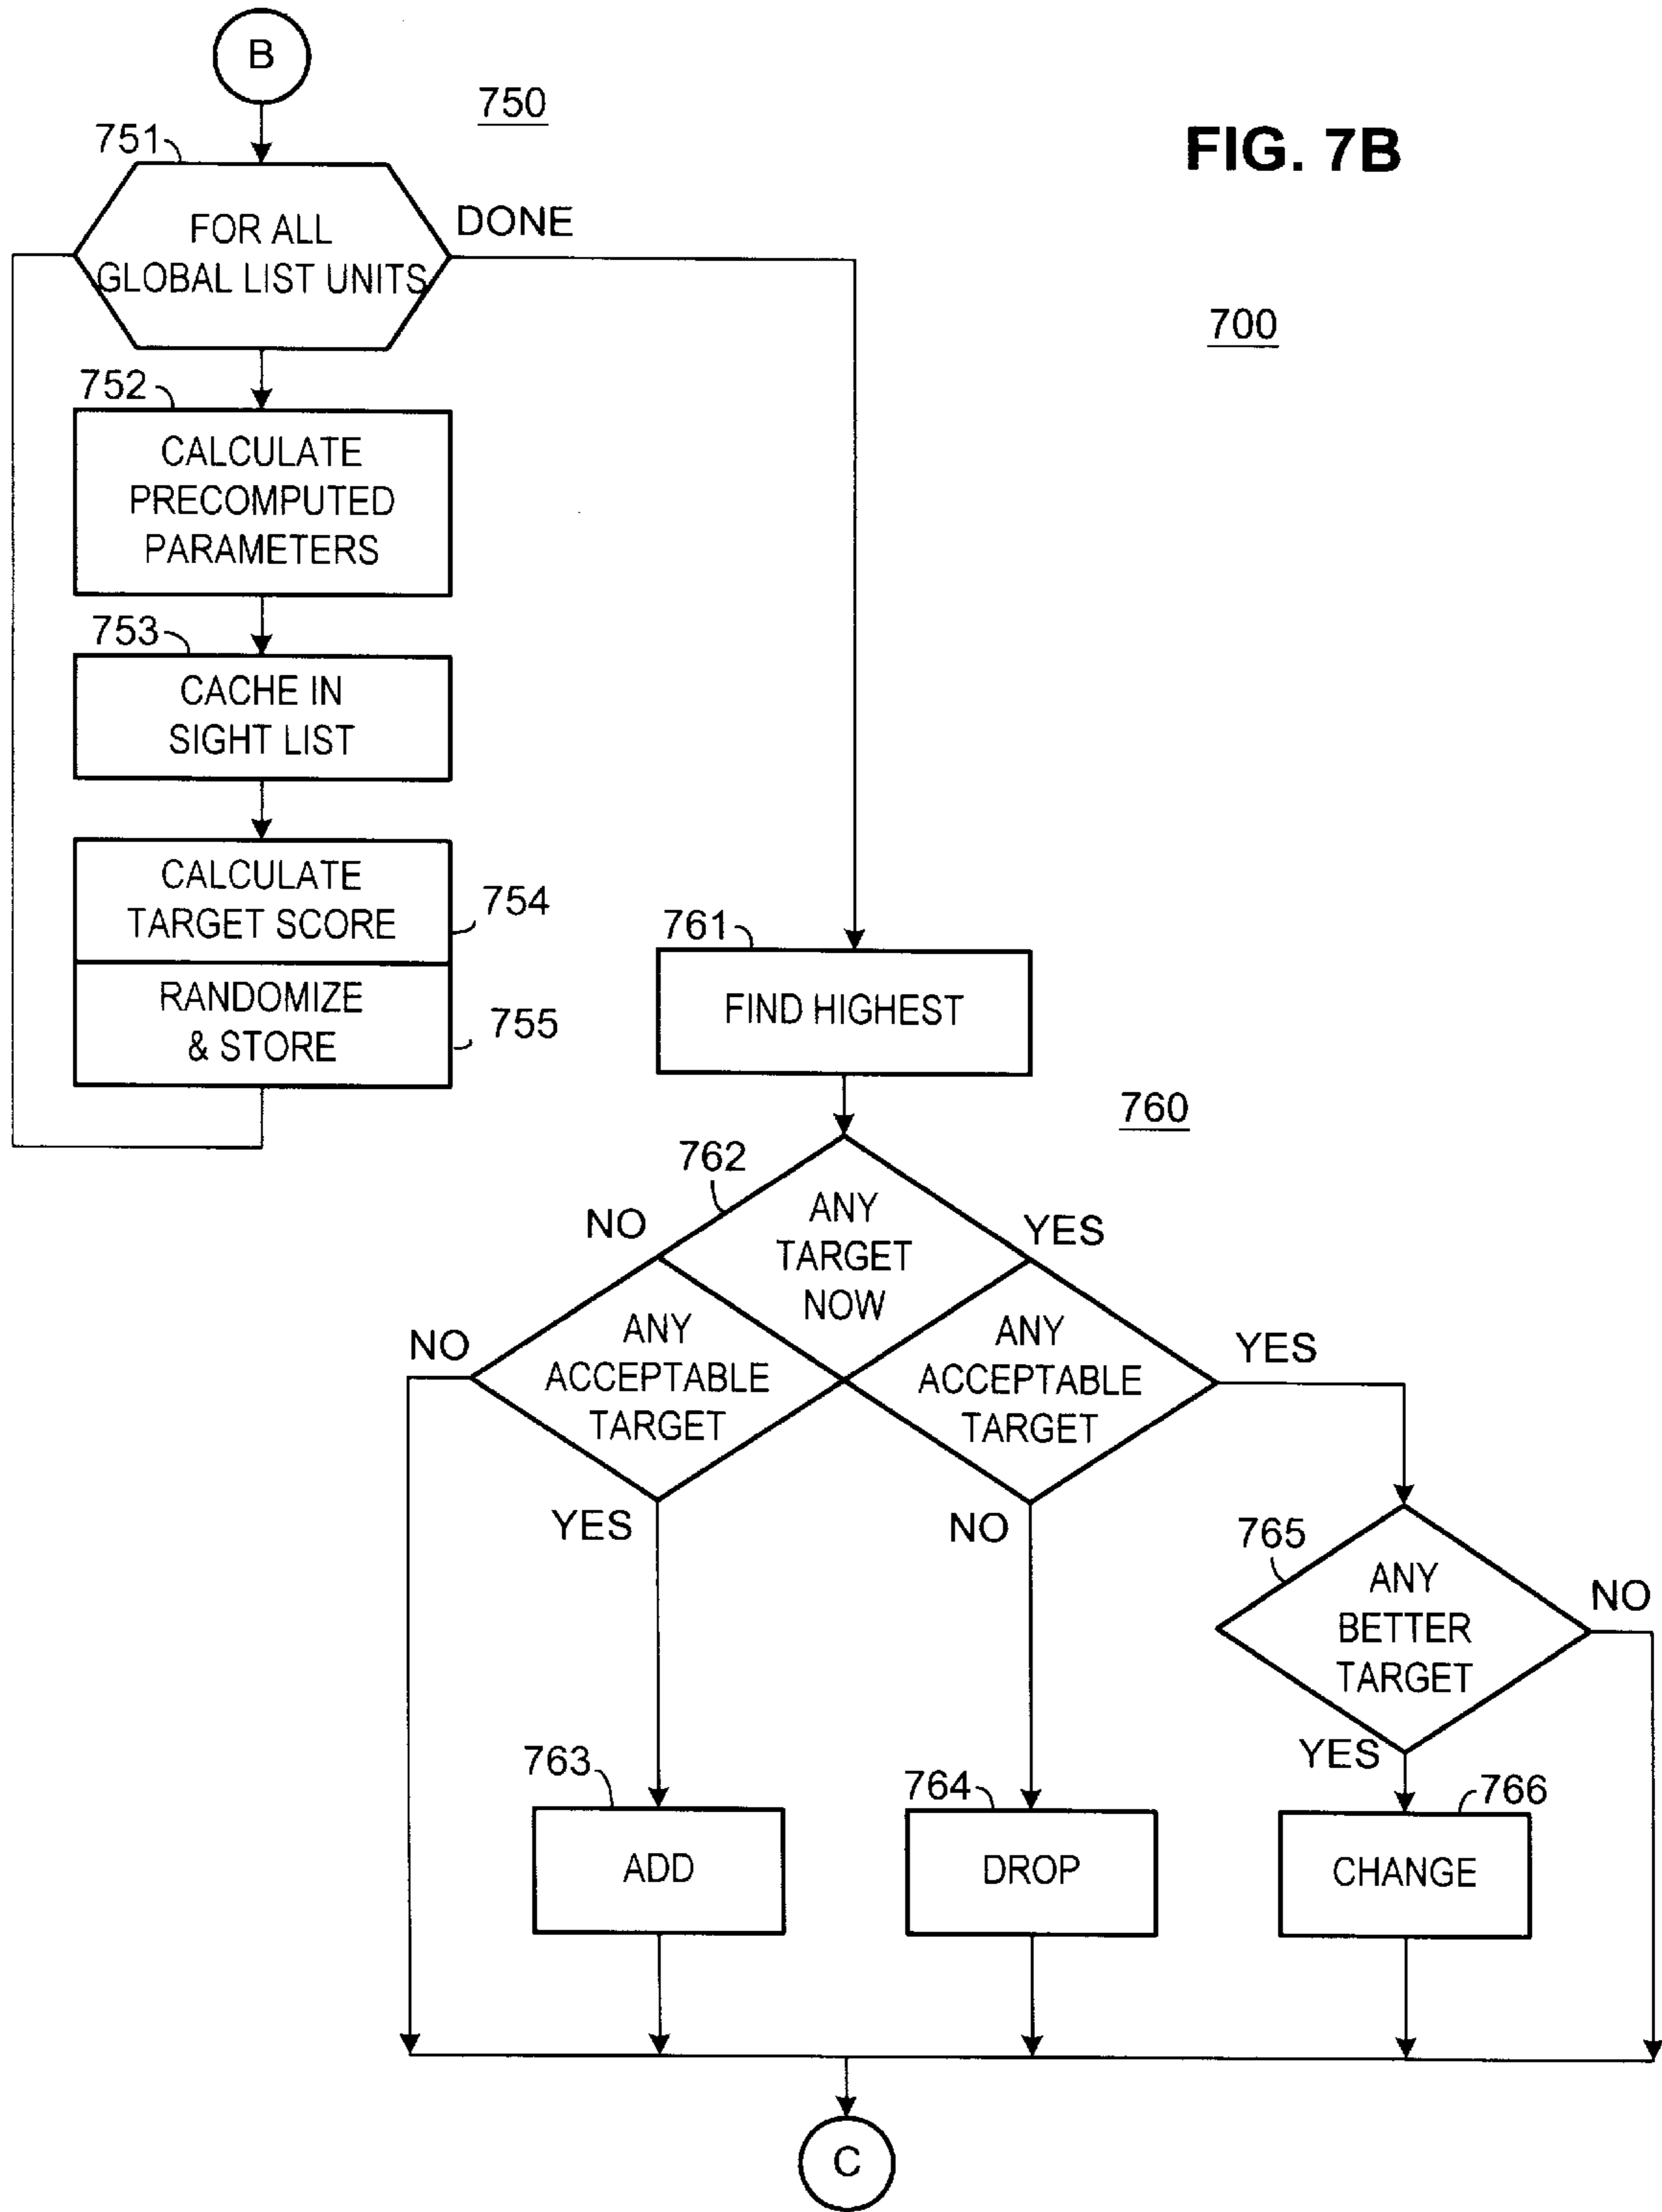 B
750
FIG. 7B
751
FOR ALL
GLOBAL LIST UNITS
DONE
700
752
CALCULATE
PRECOMPUTED
PARAMETERS
753
CACHE IN
SIGHT LIST
CALCULATE
TARGET SCORE
754
RANDOMIZE
& STORE
755
761
FIND HIGHEST
760
762
NO
ANY
TARGET
NOW
YES
NO
ANY
ACCEPTABLE
TARGET
ANY
ACCEPTABLE
TARGET
YES
YES
NO
765
ANY
BETTER
TARGET
NO
YES
763
ADD
764
DROP
766
CHANGE
C